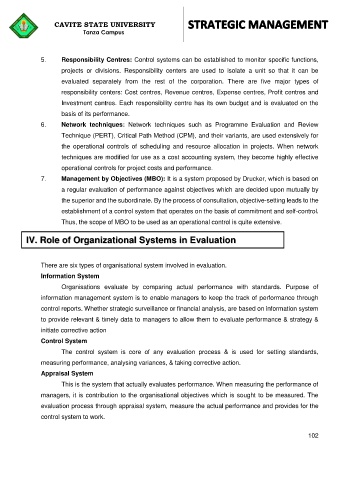 CAVITE STATE UNIVERSITY
Tanza Campus
STRATEGIC MANAGEMENT
5. Responsibility Centres: Control systems can be established to monitor specific functions,
projects or divisions. Responsibility centers are used to isolate a unit so that it can be
evaluated separately from the rest of the corporation. There are five major types of
responsibility centers: Cost centres, Revenue centres, Expense centres, Profit centres and
Investment centres. Each responsibility centre has its own budget and is evaluated on the
basis of its performance.
6. Network techniques: Network techniques such as Programme Evaluation and Review
Technique (PERT), Critical Path Method (CPM), and their variants, are used extensively for
the operational controls of scheduling and resource allocation in projects. When network
techniques are modified for use as a cost accounting system, they become highly effective
operational controls for project costs and performance.
7. Management by Objectives (MBO): It is a system proposed by Drucker, which is based on
a regular evaluation of performance against objectives which are decided upon mutually by
the superior and the subordinate. By the process of consultation, objective-setting leads to the
establishment of a control system that operates on the basis of commitment and self-control.
Thus, the scope of MBO to be used as an operational control is quite extensive.
IV. Role of Organizational Systems in Evaluation
There are six types of organisational system involved in evaluation.
Information System
Organisations evaluate by comparing actual performance with standards. Purpose of
information management system is to enable managers to keep the track of performance through
control reports. Whether strategic surveillance or financial analysis, are based on information system
to provide relevant & timely data to managers to allow them to evaluate performance & strategy &
initiate corrective action
Control System
The control system is core of any evaluation process & is used for setting standards,
measuring performance, analysing variances, & taking corrective action.
Appraisal System
This is the system that actually evaluates performance. When measuring the performance of
managers, it is contribution to the organisational objectives which is sought to be measured. The
evaluation process through appraisal system, measure the actual performance and provides for the
control system to work.
102